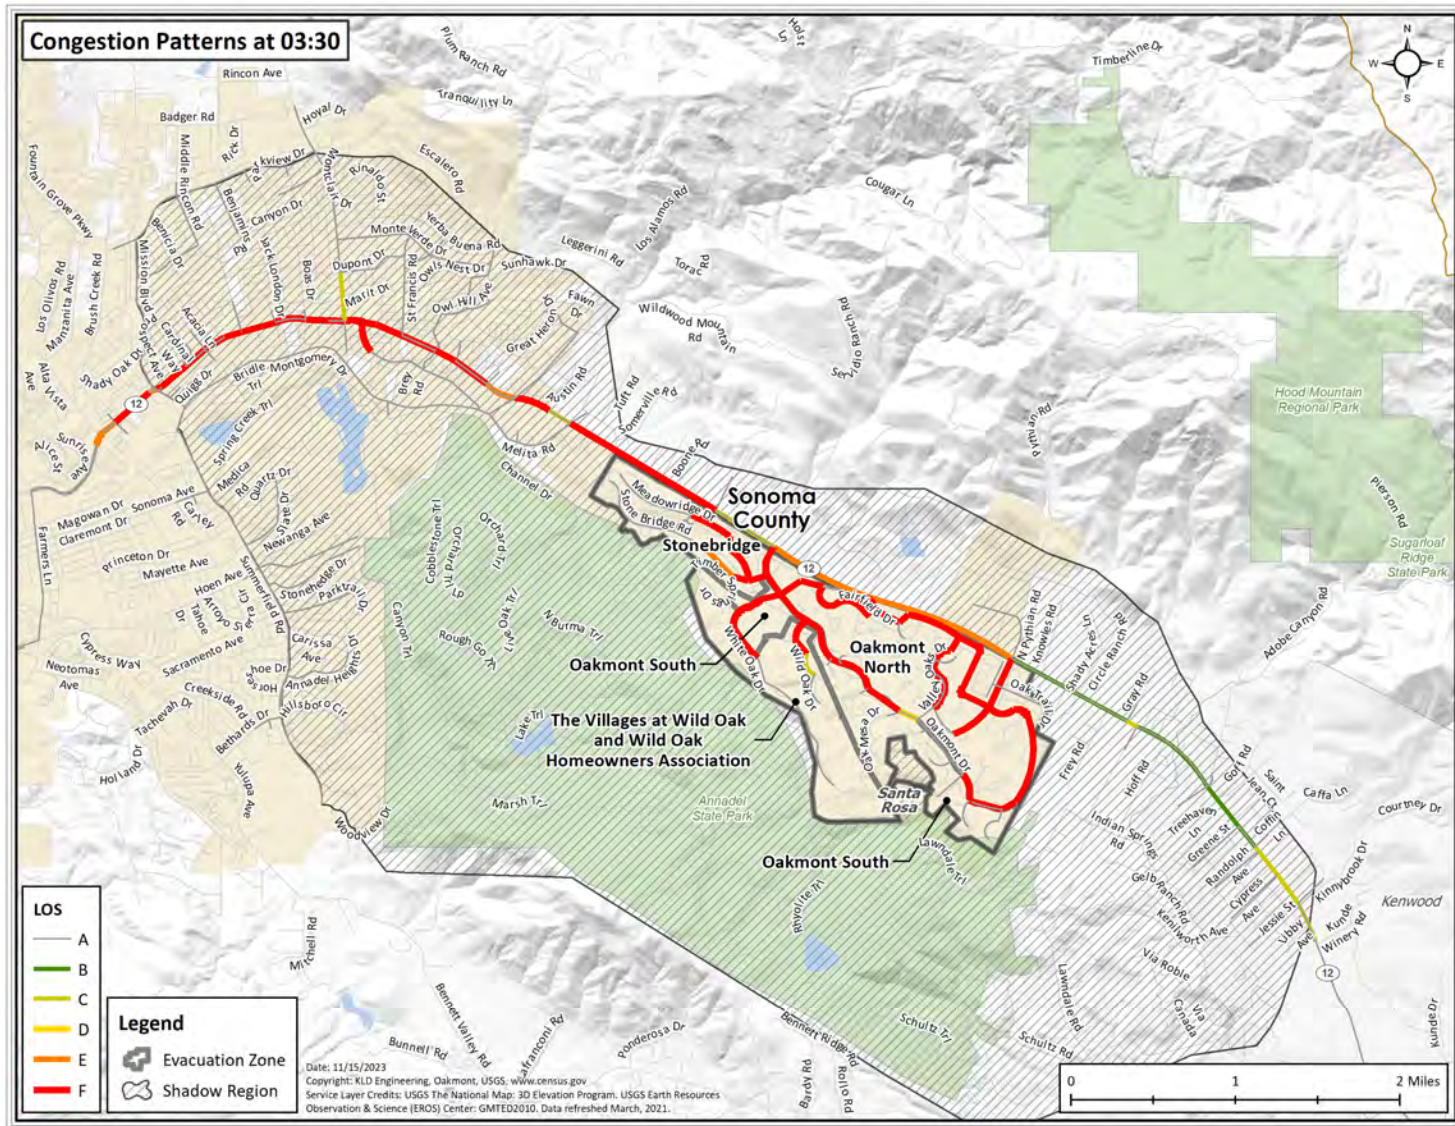 Congestion Patterns at 03:30
N
W E
S
Plum Ranch Rd
Holst Ln
Timberline Dr
Rincon Ave
Tranquility Ln
Badger Rd
Hoyal Dr
Fountain Grove Pkwy
Middle Rincon Rd
Rick Dr
Parkview Dr
Montclair Dr
Rinaldo St
Escalero Rd
Benjamins Rd
Canyon Dr
Cougar Ln
Los Alamos Rd
Yerba Buena Rd
Monte Verde Dr
Benicia Dr
Leggerini Rd
Mission Blvd
Jack London Dr
Boas Dr
Dupont Dr
St Francis Rd
Owls Nest Dr
Sunhawk Dr
Torac Rd
Los Olivos Rd
Manzanita Ave
Brush Creek Rd
Marit Dr
Owl Hill Ave
Fawn Dr
Prospect Ave
Cardinal Way
Acacia Ln
Great Heron Dr
Wildwood Mountain Rd
Hood Mountain Regional Park
Alta Vista Ave
Shady Oak Dr
Quigg Dr
Bridle Trl
Montgomery Dr
Brey Rd
Austin Rd
Tuft Rd
Somerville Rd
12
Sunrise Ave
Alice St
Spring Creek Trl
Medica Rd
Quartz Dr
Melita Rd
Boone Rd
Pythian Rd
Pierson Rd
Channel Dr
Magowan Dr
Sonoma Ave
Claremont Dr
Carley Rd
Slater Dr
Newanga Ave
Meadowridge Dr
Stone Bridge Rd
Sonoma County
Stonebridge
Sugarloaf Ridge State Park
Farmers Ln
Princeton Dr
Mayette Ave
Hoen Ave
Summerfield Rd
Stonehedge Dr
Parktrail Dr
Cobblestone Trl
Orchard Trl
Orchard Trl
12
Adobe Canyon Rd
Tahoe Dr
Live Oak Trl
N Burma Trl
Fairfield Dr
N Pythian Rd
Knowles Rd
Shady Acres Ln
Circle Ranch Rd
Cypress Way
Sacramento Ave
Carissa Ave
Canyon Trl
Rough Go Trl
Oakmont South
White Oak Dr
Wild Oak Dr
Oakmont North
Valley Oaks Dr
Oak Trail Dr
Gray Rd
Neotomas Ave
Annadel Heights Dr
Creekside Rd
Hillsboro Cir
Tachevah Dr
Bethards Dr
Lake Trl
The Villages at Wild Oak and Wild Oak Homeowners Association
Oak Mesa Dr
Oakmont Dr
Frey Rd
Hoff Rd
Goff Rd
Saint Jean Ct
Holland Dr
Yulupa Ave
Marsh Trl
Annadel State Park
Santa Rosa
Caffa Ln
Courtney Dr
Woodview Dr
Oakmont South
Lawndale Trl
Indian Springs Rd
Treehaven Ln
Greene St
Randolph Ave
Coffin Ln
Kinnybrook Dr
Gelb Ranch Rd
Cypress Ave
Jessie St
Libby Ave
Kenwood
Kenilworth Ave
Kunde Winery Rd
Rhyolite Trl
Via Roble
12
Mitchell Rd
Lawndale Rd
Via Canada
Kunde Dr
Bennett Valley Rd
Bunnell Rd
Ponderosa Dr
Bennett Ridge Rd
Schultz Trl
Schultz Rd
Bardy Rd
Rollo Rd
LOS
A
B
C
D
E
F
Legend
Evacuation Zone
Shadow Region
Date: 11/15/2023
Copyright: KLD Engineering, Oakmont, USGS, www.census.gov
Service Layer Credits: USGS The National Map: 3D Elevation Program. USGS Earth Resources
Observation & Science (EROS) Center: GMTED2010. Data refreshed March, 2021.
0 1 2 Miles